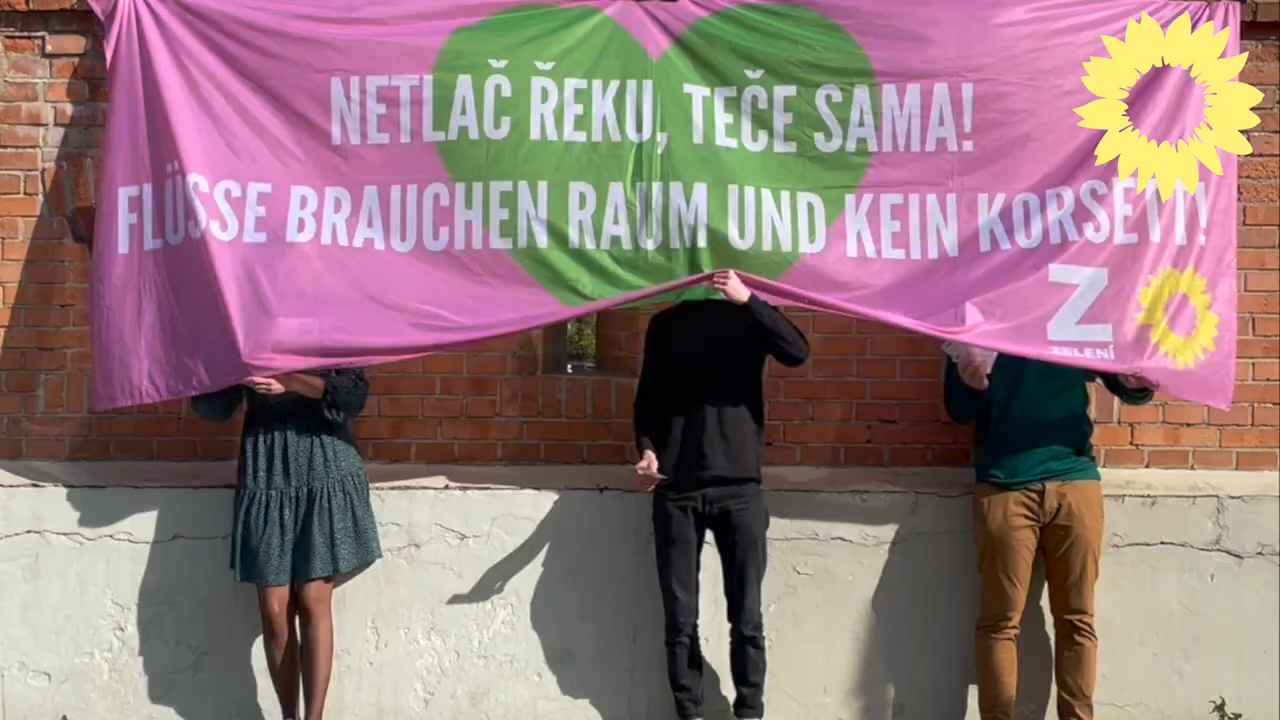 NETLAČ ŘEKU, TEČE SAMA!
FLÜSSE BRAUCHEN RAUM UND KEIN KORSETT!
Z
ZELENÍ